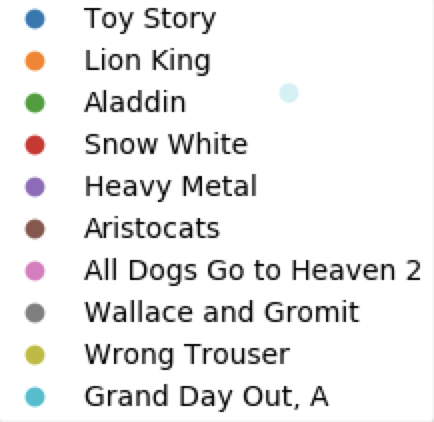 Toy Story
Lion King
Aladdin
Snow White
Heavy Metal
Aristocats
All Dogs Go to Heaven 2
Wallace and Gromit
Wrong Trouser
Grand Day Out, A